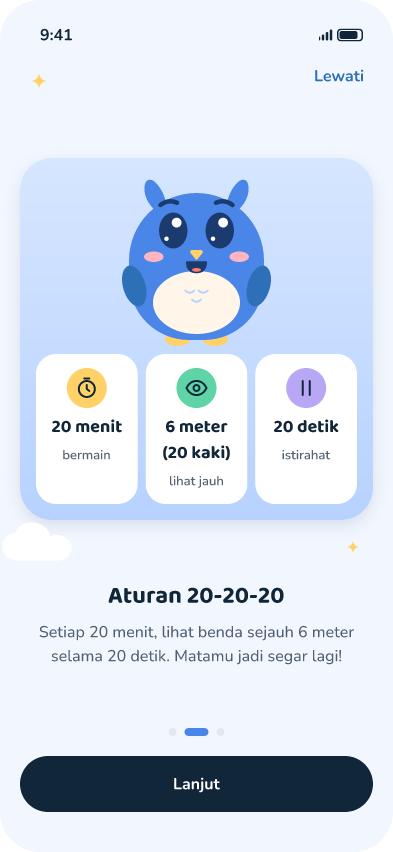 9:41
Lewati
20 menit
bermain
6 meter
(20 kaki)
lihat jauh
20 detik
istirahat
Aturan 20-20-20
Setiap 20 menit, lihat benda sejauh 6 meter
selama 20 detik. Matamu jadi segar lagi!
Lanjut